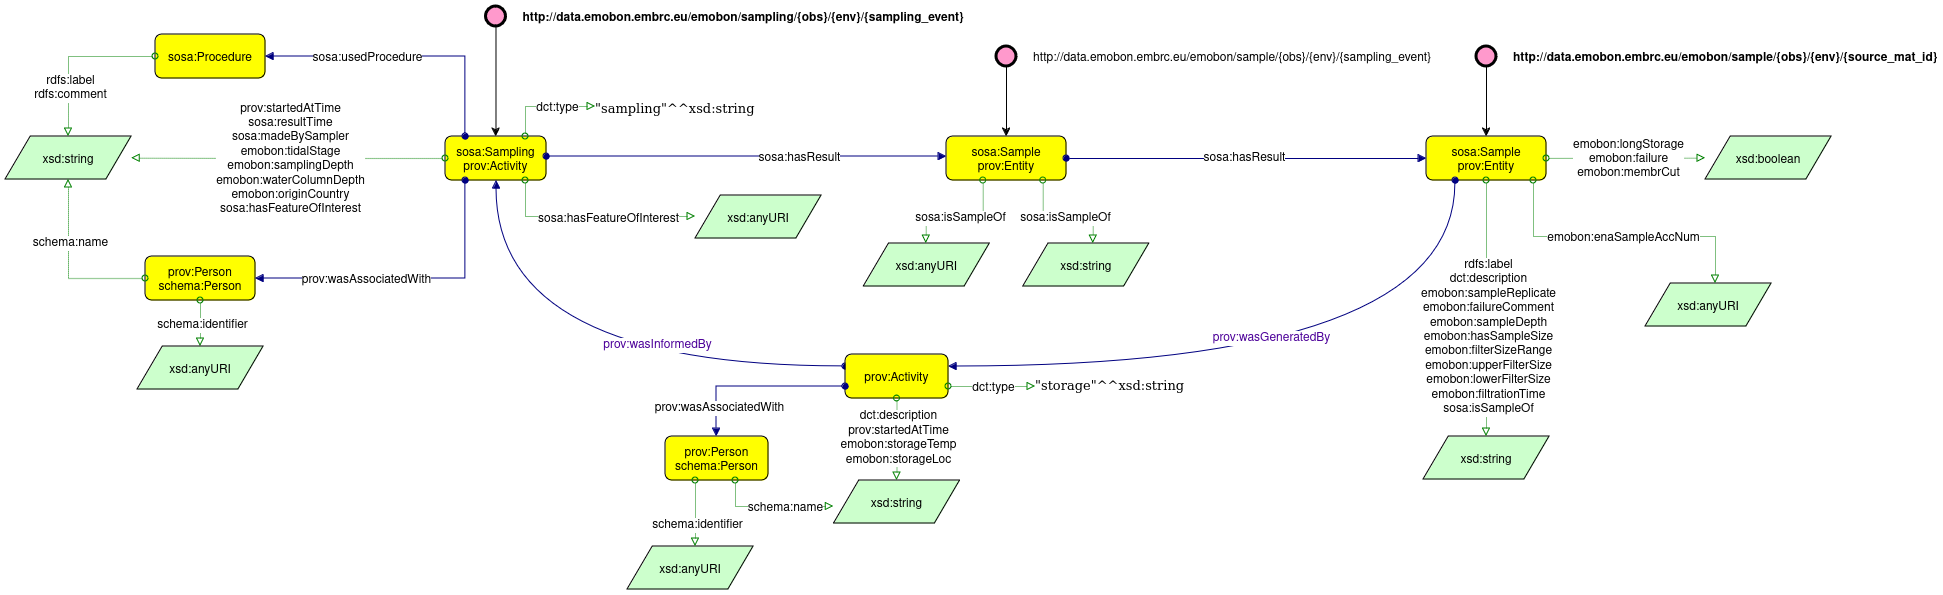 http://data.emobon.embrc.eu/emobon/sampling/{obs}/{env}/{sampling_event}
http://data.emobon.embrc.eu/emobon/sample/{obs}/{env}/{sampling_event}
http://data.emobon.embrc.eu/emobon/sample/{obs}/{env}/{source_mat_id}
sosa:Procedure
sosa:usedProcedure
rdfs:label
rdfs:comment
prov:startedAtTime
sosa:resultTime
sosa:madeBySampler
emobon:tidalStage
emobon:samplingDepth
emobon:waterColumnDepth
emobon:originCountry
sosa:hasFeatureOfInterest
xsd:string
dct:type
"sampling"^^xsd:string
sosa:Sampling
prov:Activity
sosa:hasResult
sosa:Sample
prov:Entity
sosa:hasResult
sosa:Sample
prov:Entity
emobon:longStorage
emobon:failure
emobon:membrCut
xsd:boolean
sosa:hasFeatureOfInterest
xsd:anyURI
sosa:isSampleOf
sosa:isSampleOf
xsd:anyURI
xsd:string
emobon:enaSampleAccNum
xsd:anyURI
schema:name
prov:Person
schema:Person
prov:wasAssociatedWith
schema:identifier
xsd:anyURI
rdfs:label
dct:description
emobon:sampleReplicate
emobon:failureComment
emobon:sampleDepth
emobon:hasSampleSize
emobon:filterSizeRange
emobon:upperFilterSize
emobon:lowerFilterSize
emobon:filtrationTime
sosa:isSampleOf
xsd:string
prov:wasInformedBy
prov:wasGeneratedBy
prov:Activity
dct:type
"storage"^^xsd:string
prov:wasAssociatedWith
dct:description
prov:startedAtTime
emobon:storageTemp
emobon:storageLoc
prov:Person
schema:Person
schema:name
xsd:string
schema:identifier
xsd:anyURI